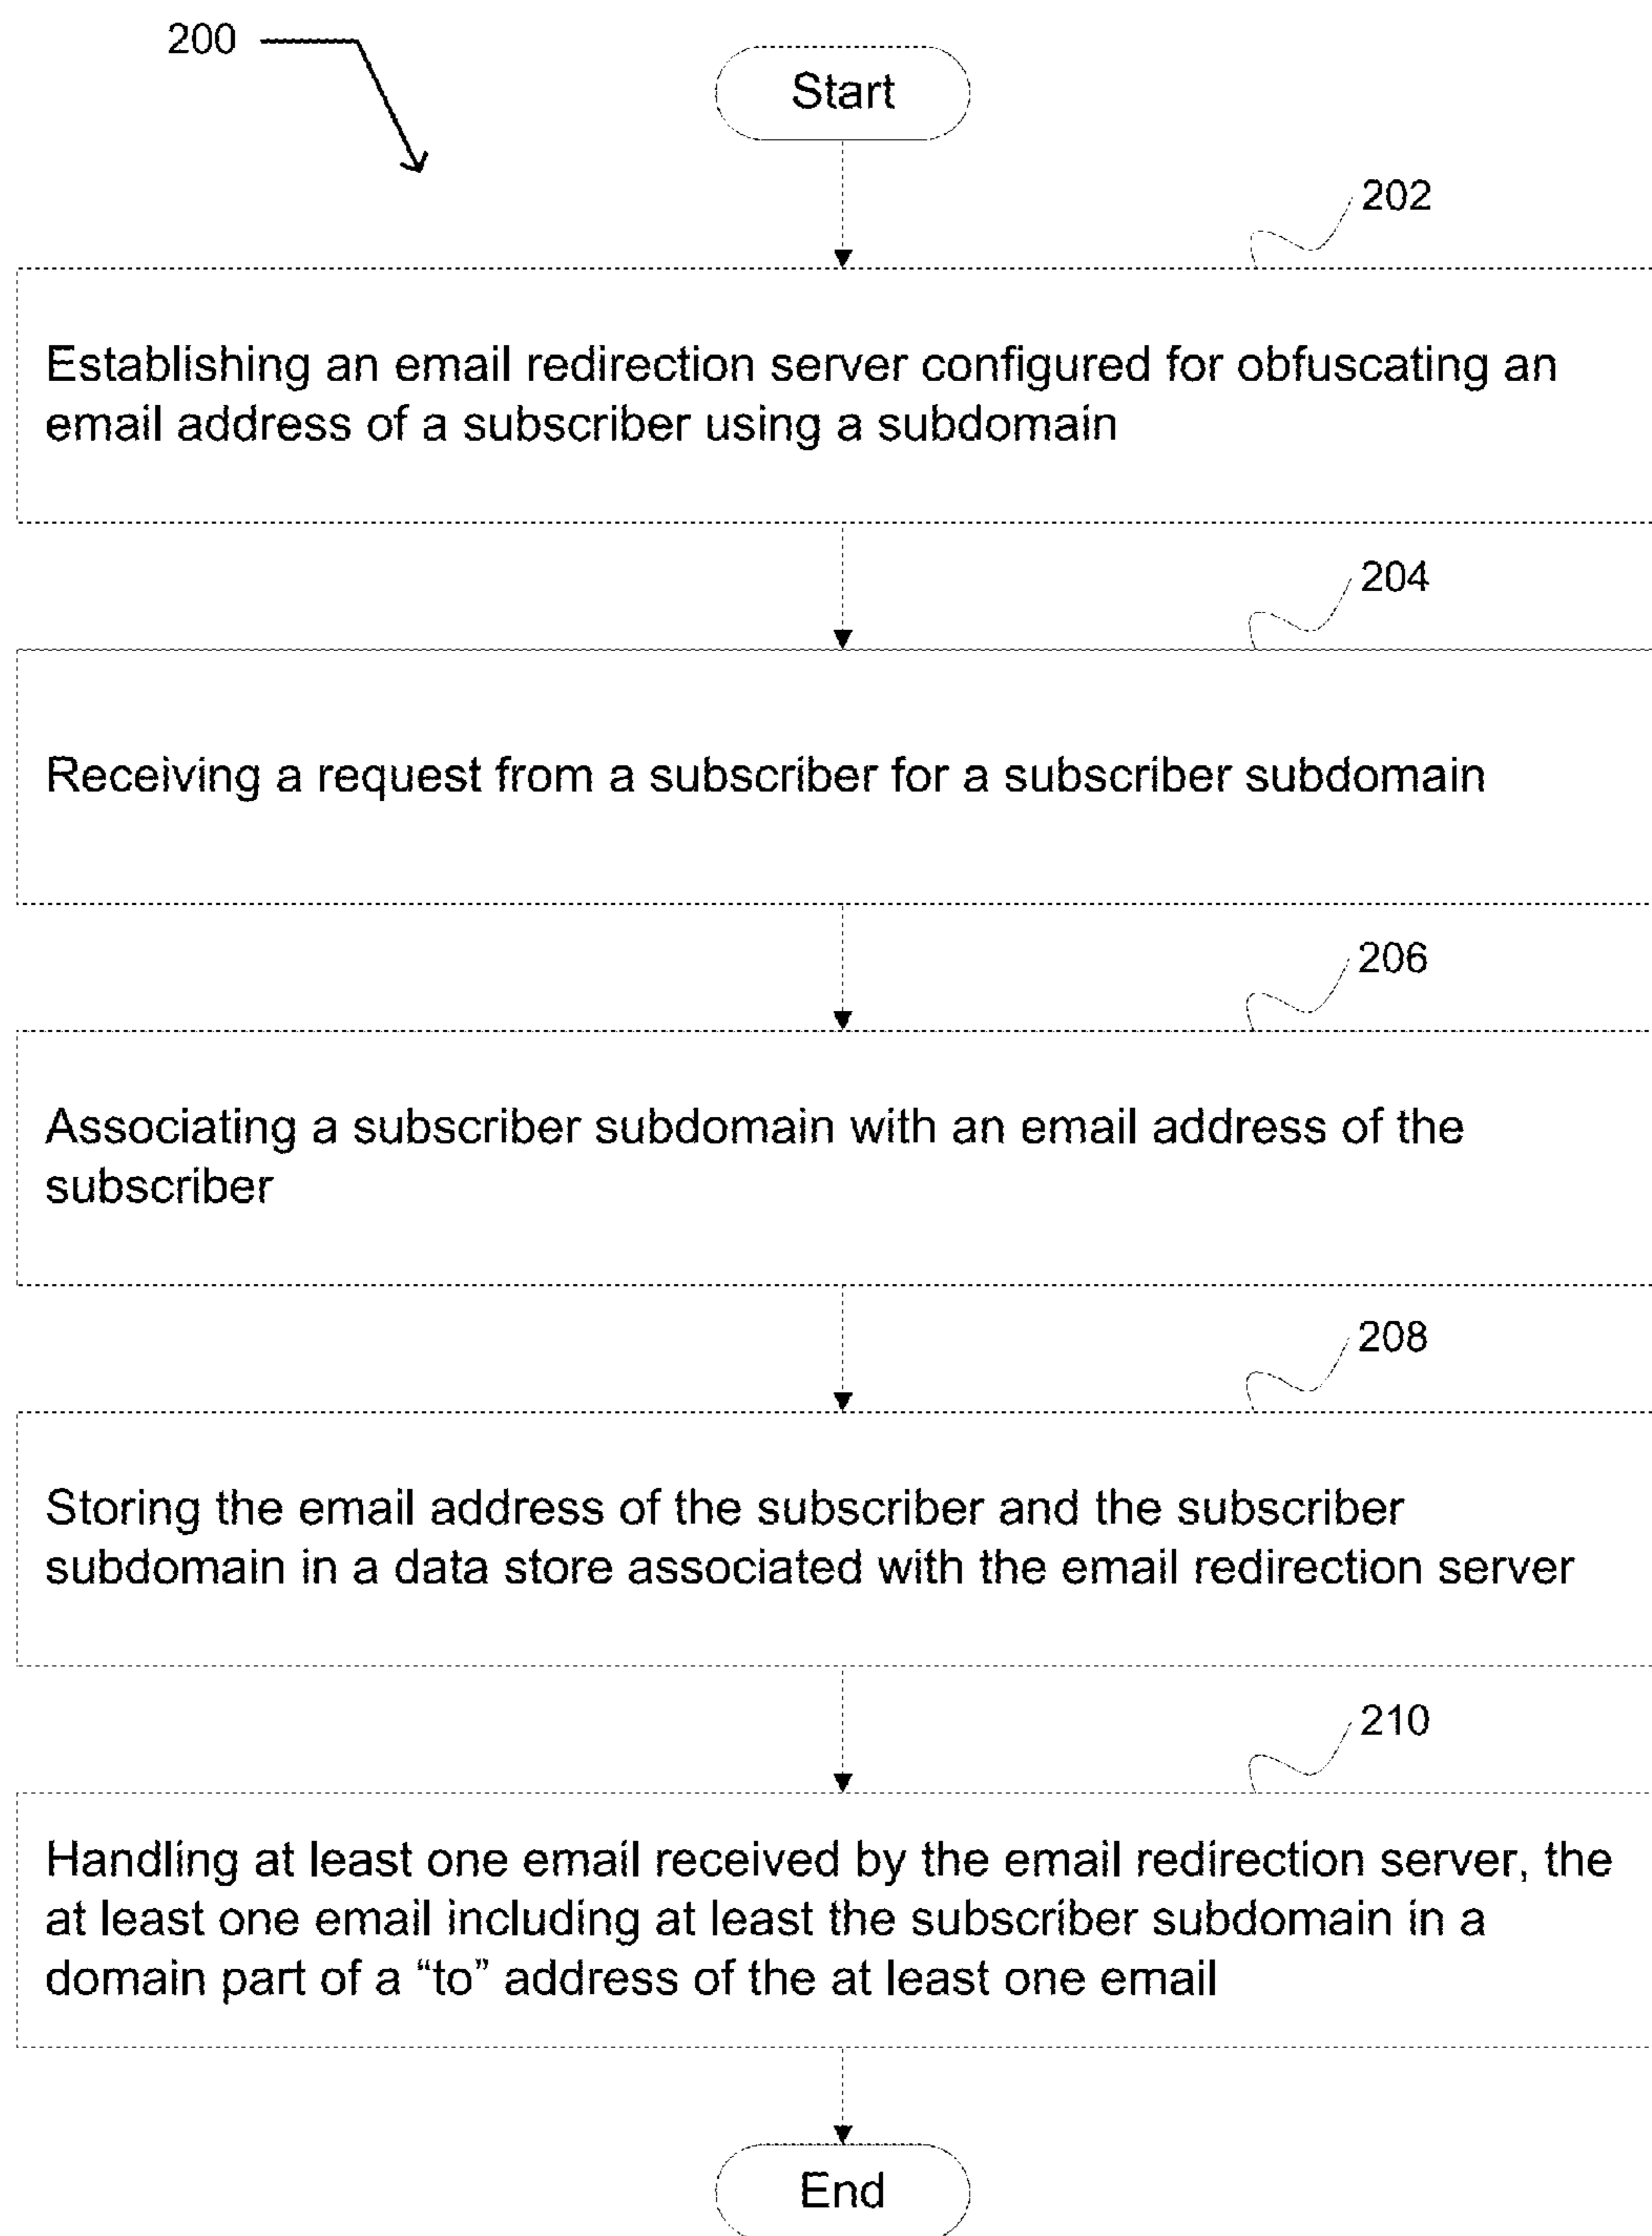 200
Start
202
Establishing an email redirection server configured for obfuscating an
email address of a subscriber using a subdomain
204
Receiving a request from a subscriber for a subscriber subdomain
206
Associating a subscriber subdomain with an email address of the
subscriber
208
Storing the email address of the subscriber and the subscriber
subdomain in a data store associated with the email redirection server
210
Handling at least one email received by the email redirection server, the
at least one email including at least the subscriber subdomain in a
domain part of a “to” address of the at least one email
End